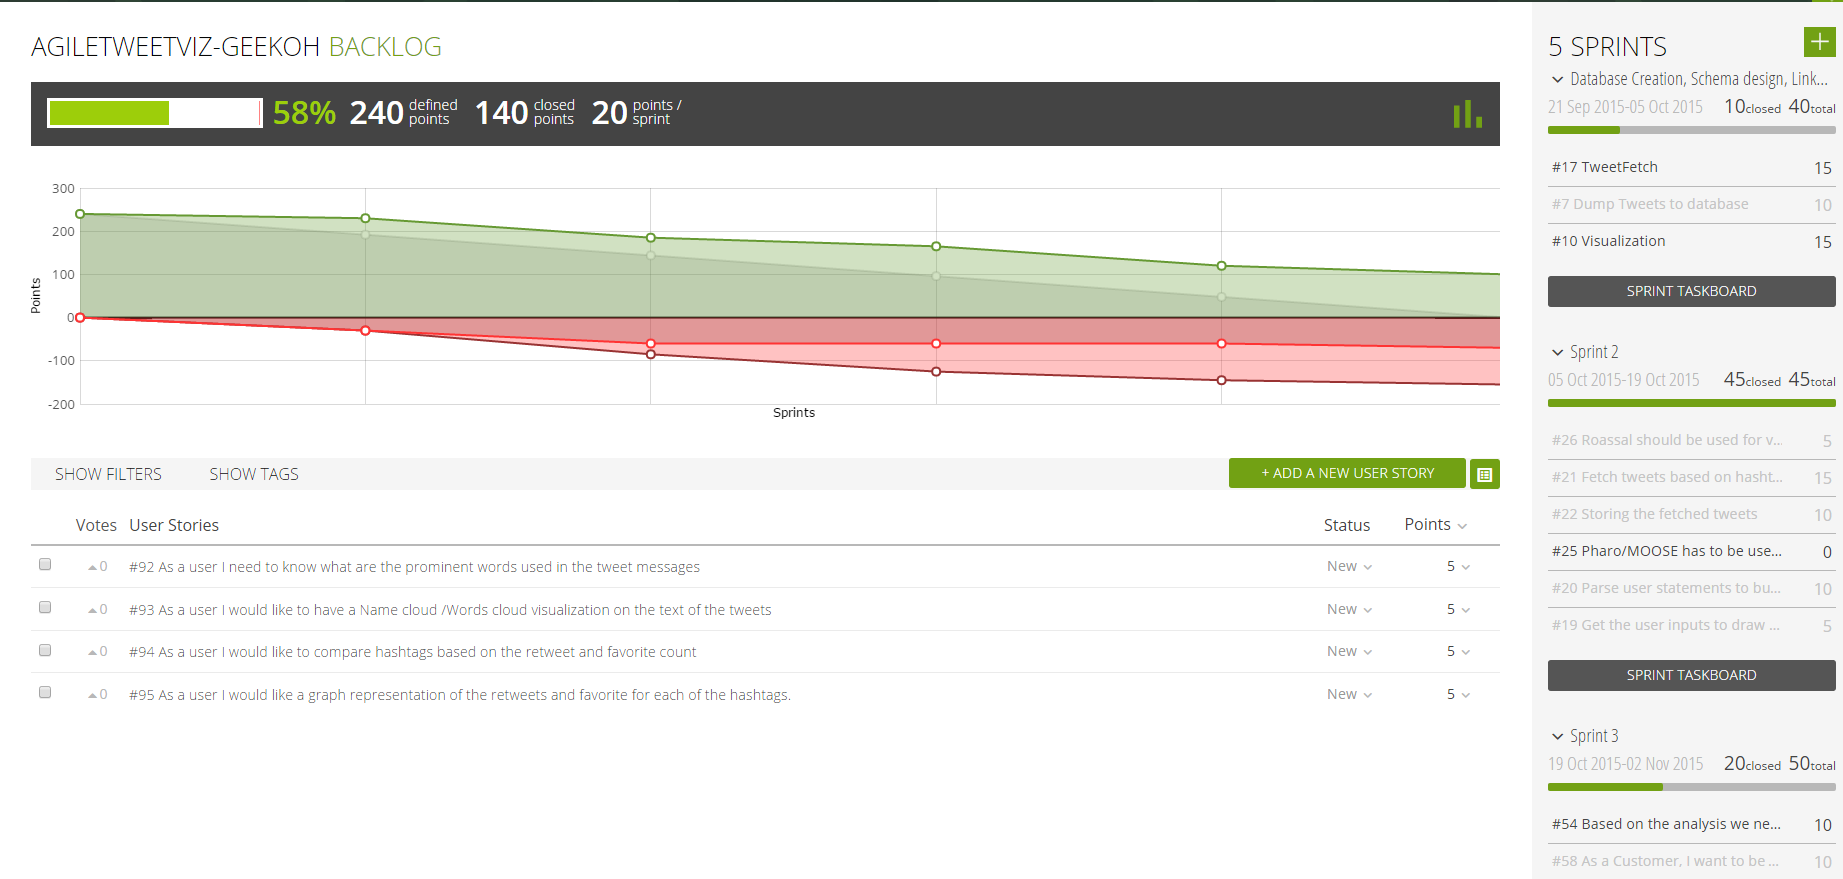 AGILETWEETVIZ-GEEKOH BACKLOG
58% 240 defined points 140 closed points 20 points / sprint
300
200
100
0
-100
-200
Points
Sprints
SHOW FILTERS SHOW TAGS + ADD A NEW USER STORY
Votes User Stories Status Points
0 #92 As a user I need to know what are the prominent words used in the tweet messages New 5
0 #93 As a user I would like to have a Name cloud /Words cloud visualization on the text of the tweets New 5
0 #94 As a user I would like to compare hashtags based on the retweet and favorite count New 5
0 #95 As a user I would like a graph representation of the retweets and favorite for each of the hashtags. New 5
5 SPRINTS
Database Creation, Schema design, Link...
21 Sep 2015-05 Oct 2015 10closed 40total
#17 TweetFetch 15
#7 Dump Tweets to database 10
#10 Visualization 15
SPRINT TASKBOARD
Sprint 2
05 Oct 2015-19 Oct 2015 45closed 45total
#26 Roassal should be used for v... 5
#21 Fetch tweets based on hasht... 15
#22 Storing the fetched tweets 10
#25 Pharo/MOOSE has to be use... 0
#20 Parse user statements to bu... 10
#19 Get the user inputs to draw ... 5
SPRINT TASKBOARD
Sprint 3
19 Oct 2015-02 Nov 2015 20closed 50total
#54 Based on the analysis we ne... 10
#58 As a Customer, I want to be ... 10